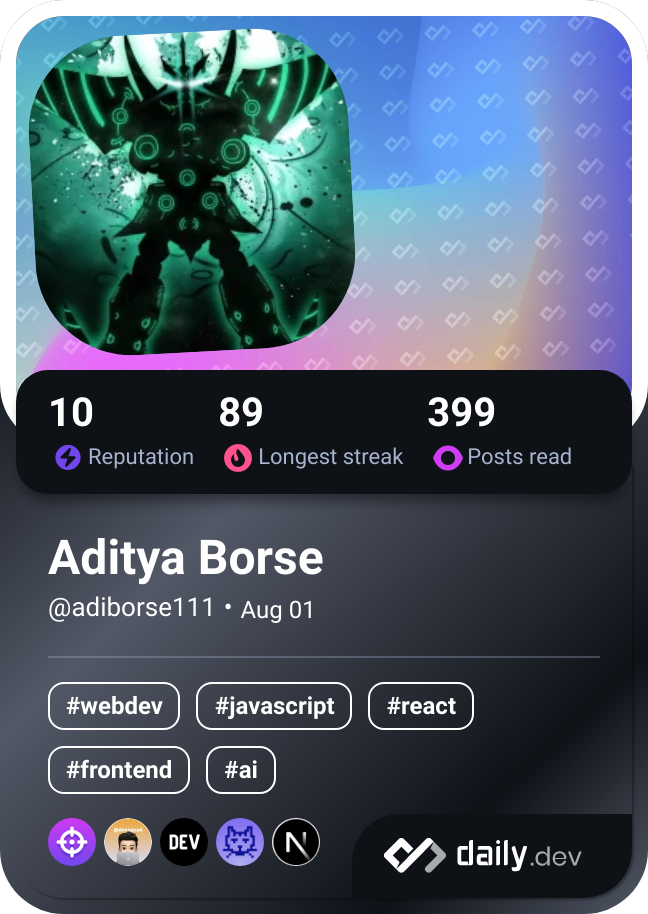 10 89 399
Reputation Longest streak Posts read
Aditya Borse
@adiborse111 • Aug 01
#webdev #javascript #react
#frontend #ai
DEV N daily.dev